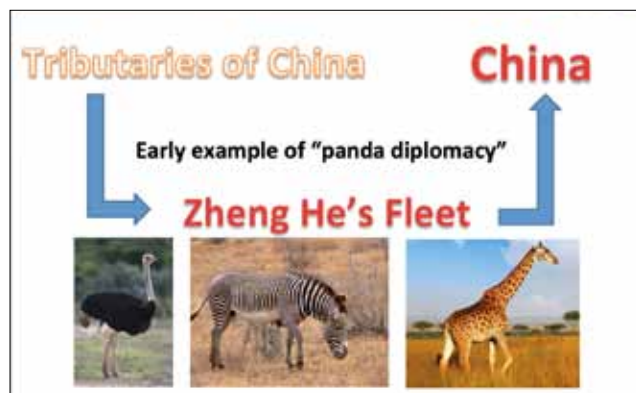 Tributaries of China
China
Early example of “panda diplomacy”
Zheng He’s Fleet